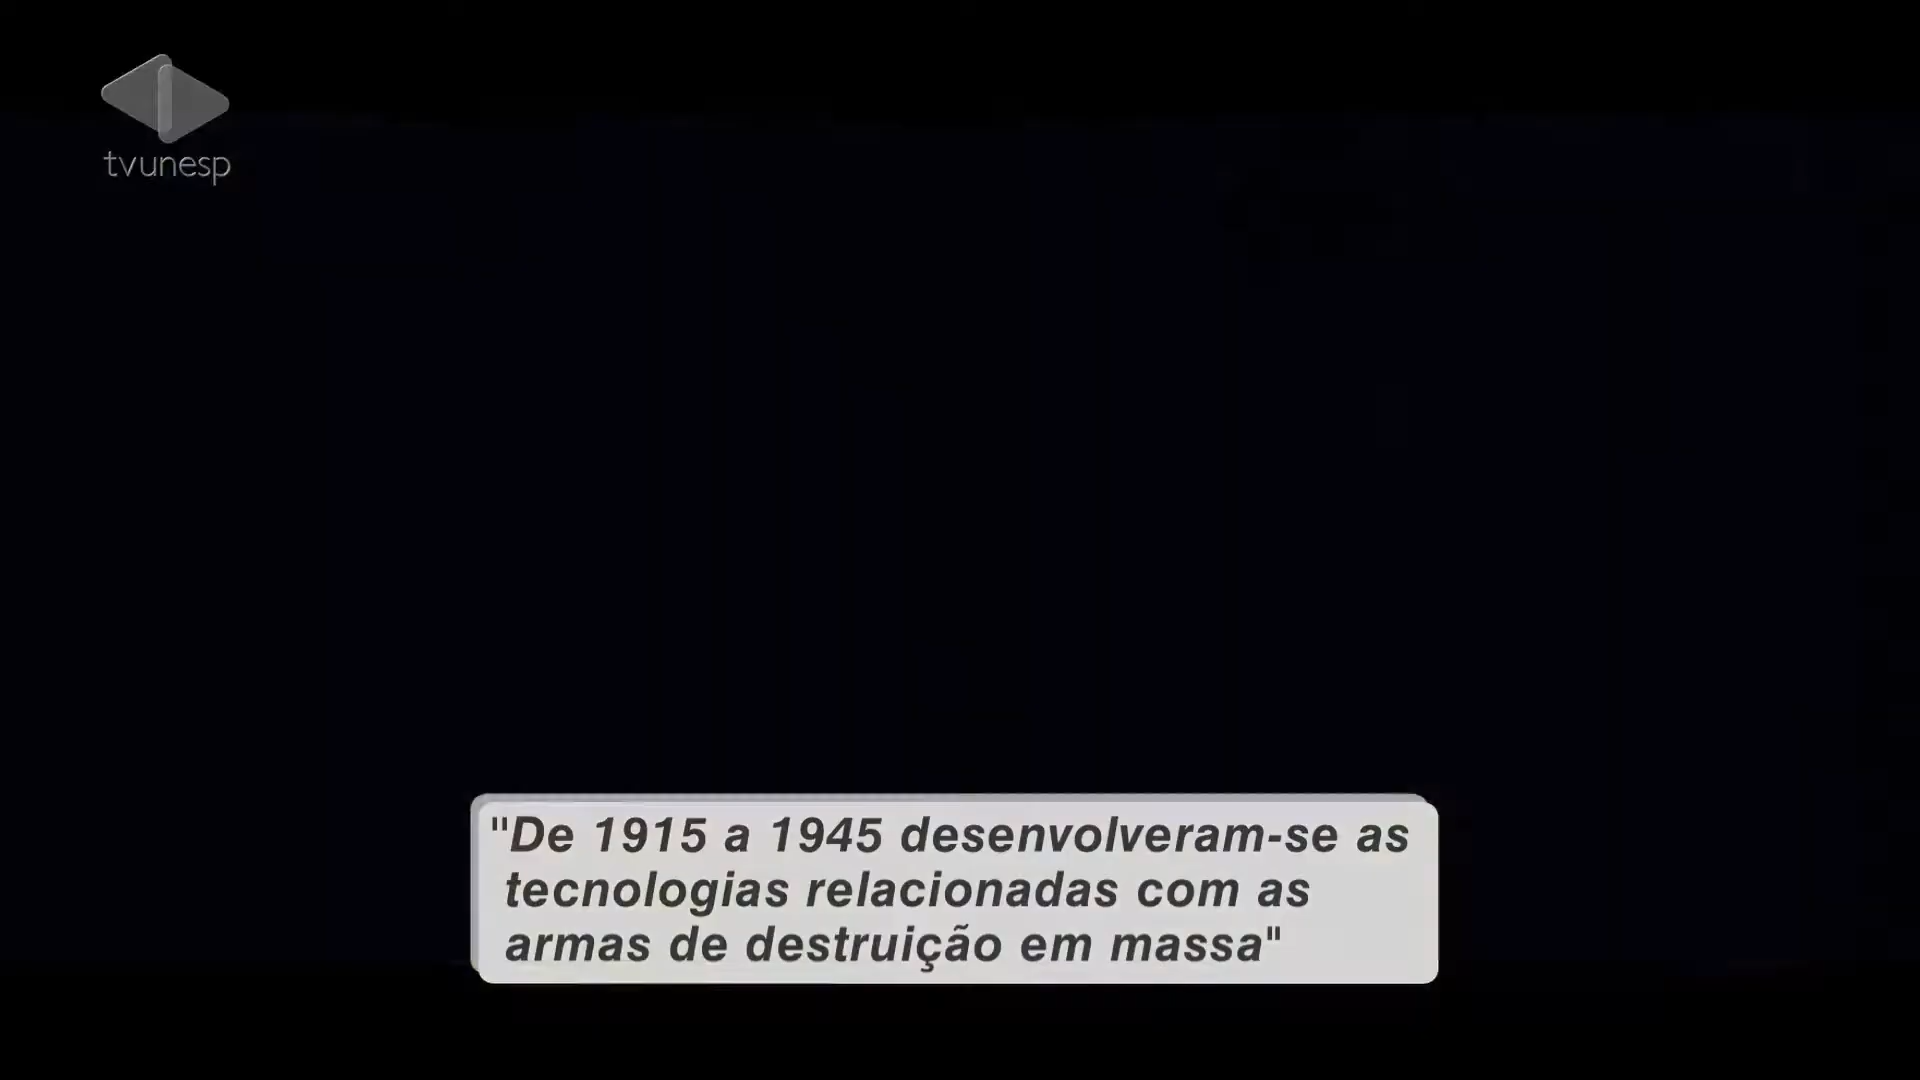 tvunesp
"De 1915 a 1945 desenvolveram-se as
tecnologias relacionadas com as
armas de destruição em massa"